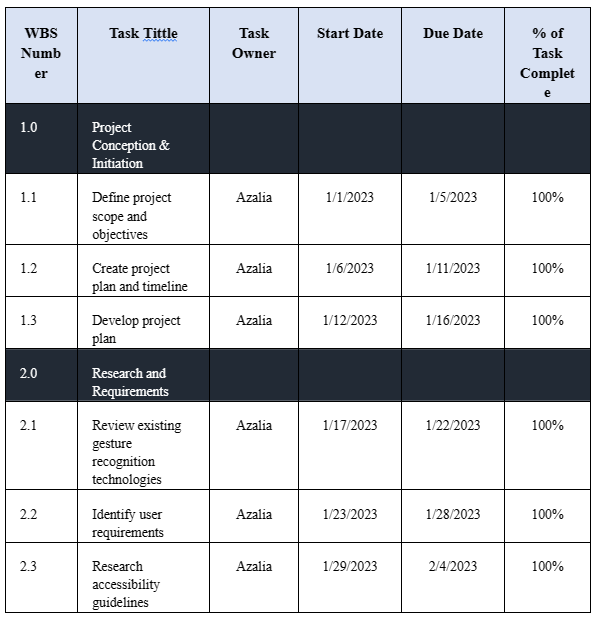 WBS Numb er	Task Tittle	Task Owner	Start Date	Due Date	% of Task Complet e
1.0	Project Conception & Initiation
1.1	Define project scope and objectives	Azalia	1/1/2023	1/5/2023	100%
1.2	Create project plan and timeline	Azalia	1/6/2023	1/11/2023	100%
1.3	Develop project plan	Azalia	1/12/2023	1/16/2023	100%
2.0	Research and Requirements
2.1	Review existing gesture recognition technologies	Azalia	1/17/2023	1/22/2023	100%
2.2	Identify user requirements	Azalia	1/23/2023	1/28/2023	100%
2.3	Research accessibility guidelines	Azalia	1/29/2023	2/4/2023	100%